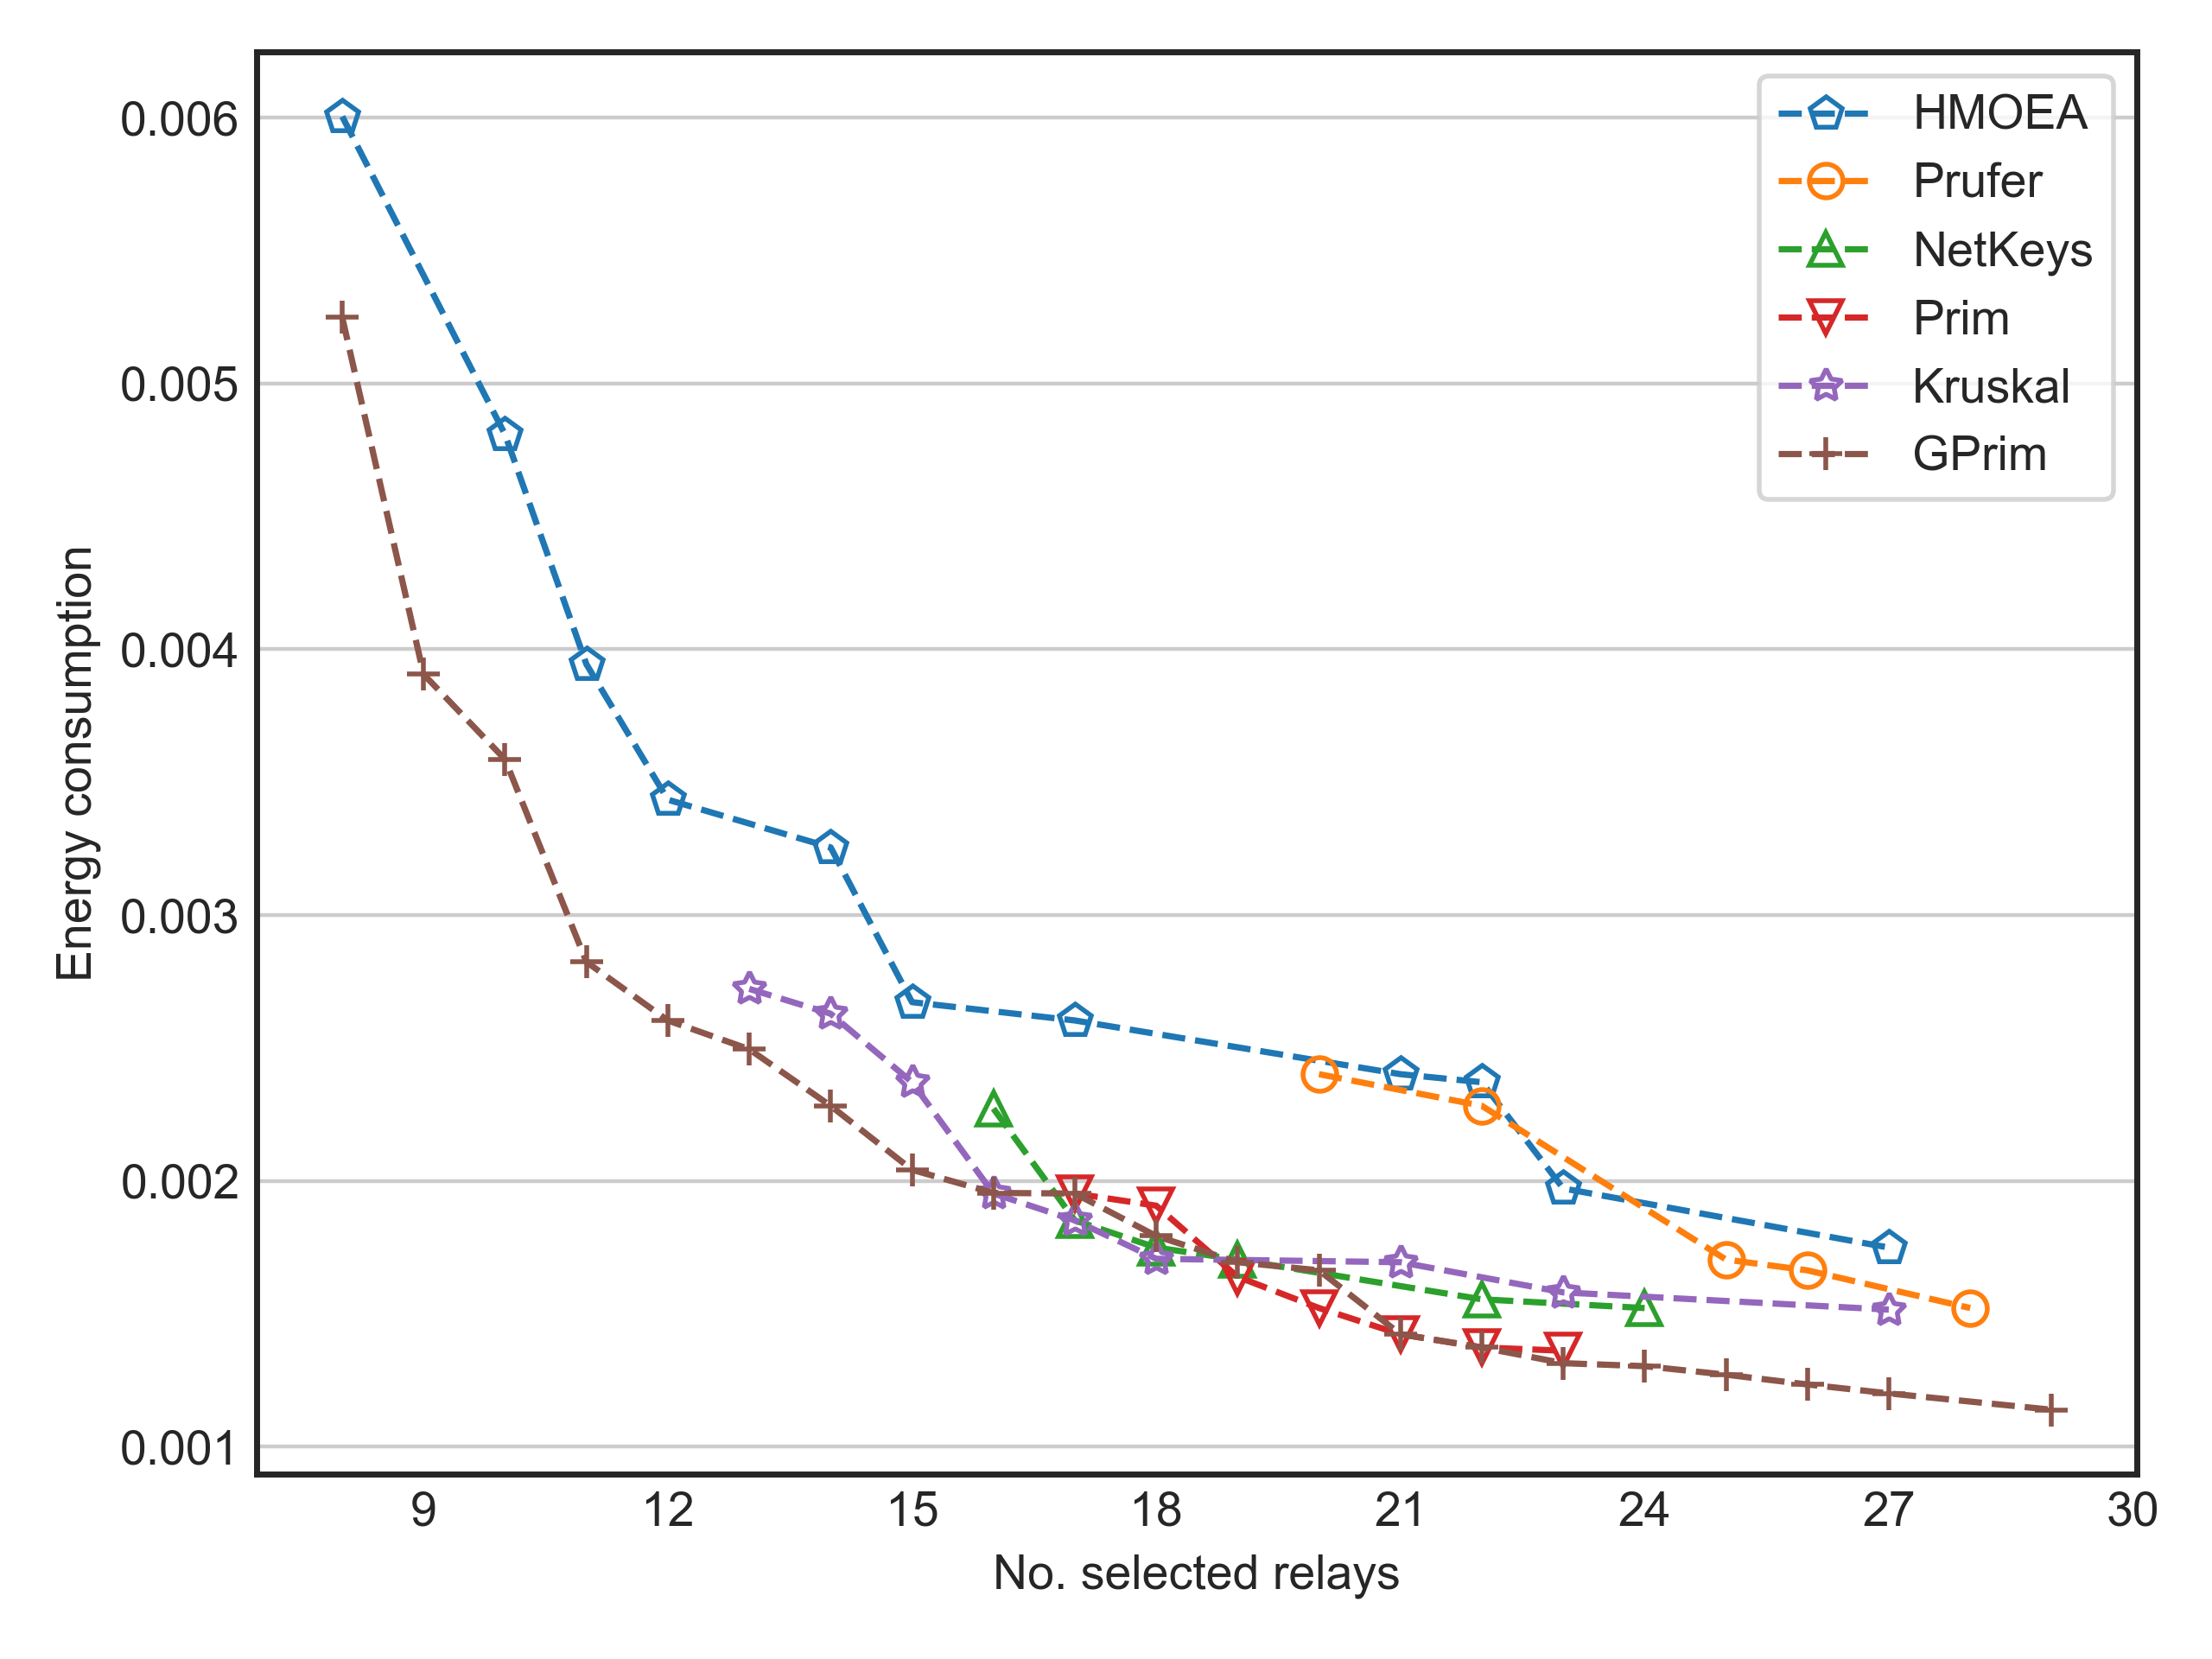 HMOEA
Prufer
NetKeys
Prim
Kruskal
GPrim
Energy consumption
0.006
0.005
0.004
0.003
0.002
0.001
9 12 15 18 21 24 27 30
No. selected relays